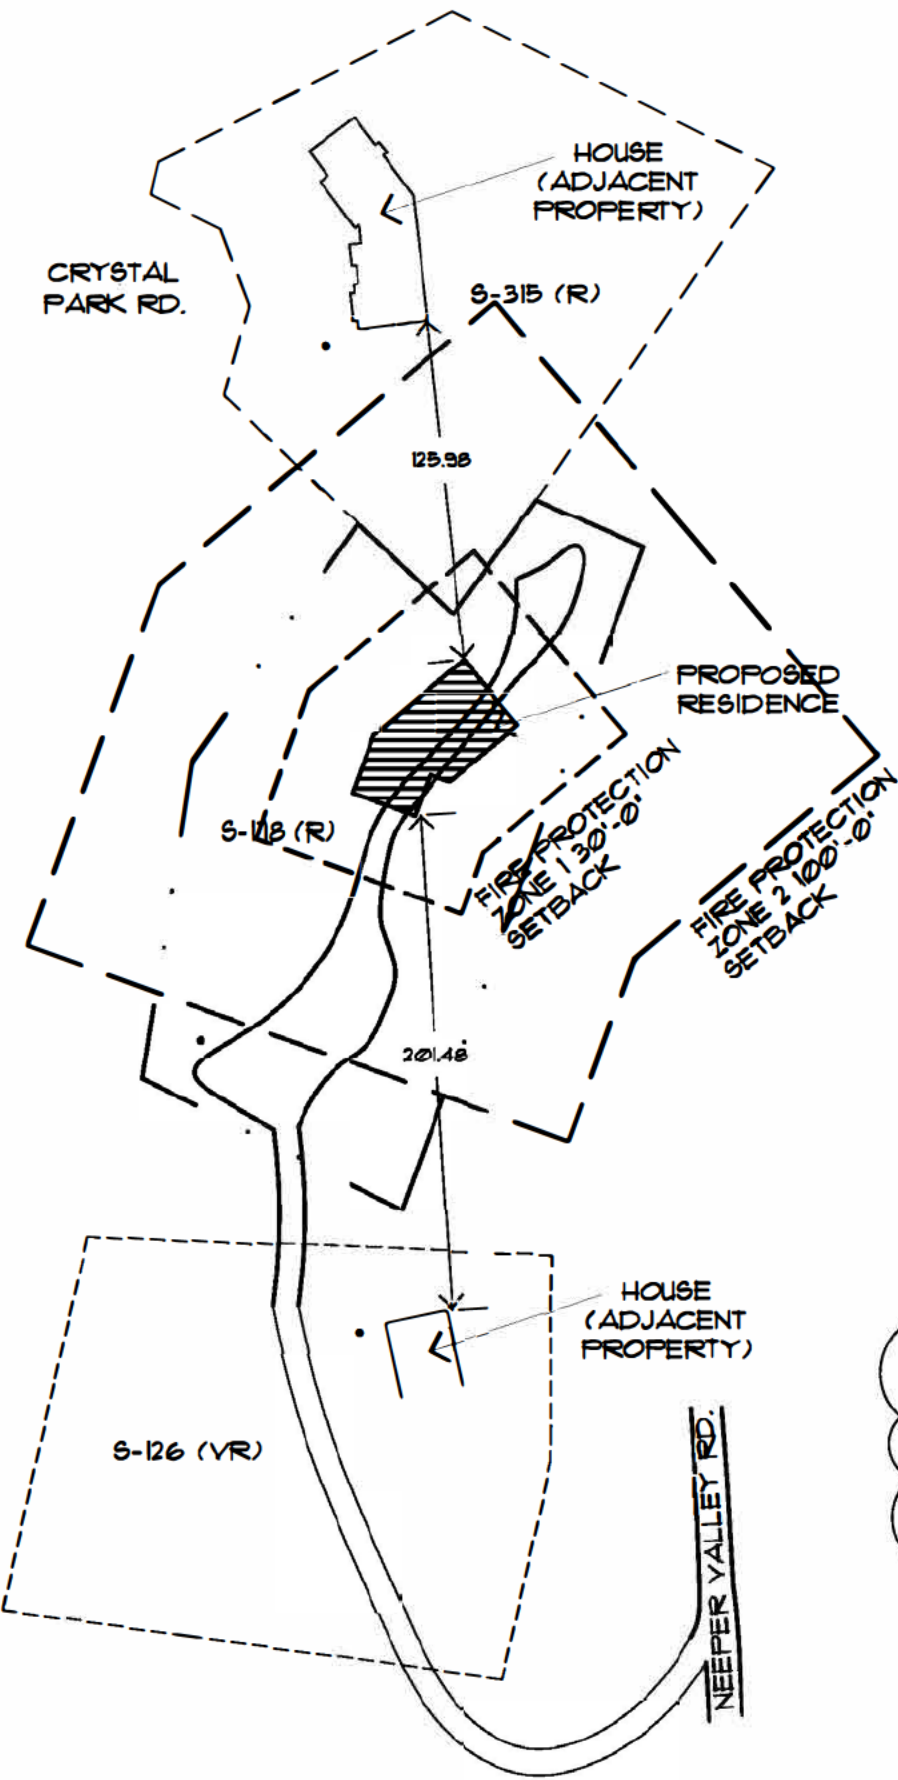 HOUSE
(ADJACENT
PROPERTY)
CRYSTAL
PARK RD.
S-315 (R)
125.98
PROPOSED
RESIDENCE
FIRE PROTECTION
ZONE 1 30'-0"
SETBACK
FIRE PROTECTION
ZONE 2 100'-0"
SETBACK
(R)
201.48
HOUSE
(ADJACENT
PROPERTY)
S-126 (VR)
NEEPER VALLEY RD.